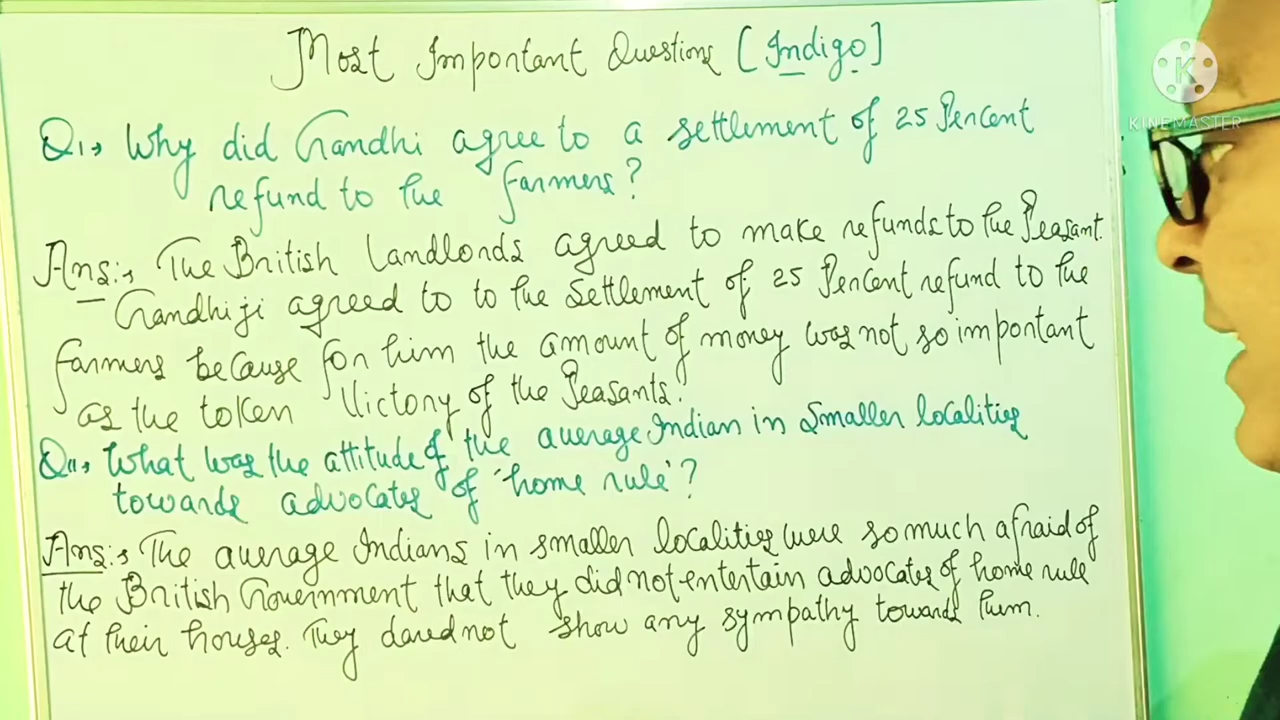 Most Important Questions [Indigo]
Q1→ Why did Gandhi agree to a settlement of 25 Percent
refund to the farmers?
Ans:→ The British landlords agreed to make refunds to the Peasant.
Gandhiji agreed to to the Settlement of 25 Percent refund to the
farmers because for him the amount of money was not so important
as the token Victory of the Peasants.
Q11→ What was the attitude of the average Indian in smaller localities
towards advocates of 'home rule'?
Ans:→ The average Indians in smaller localities were so much afraid of
the British Government that they did not entertain advocates of home rule
at their houses. They dared not show any sympathy towards them.
K
KINEMASTER